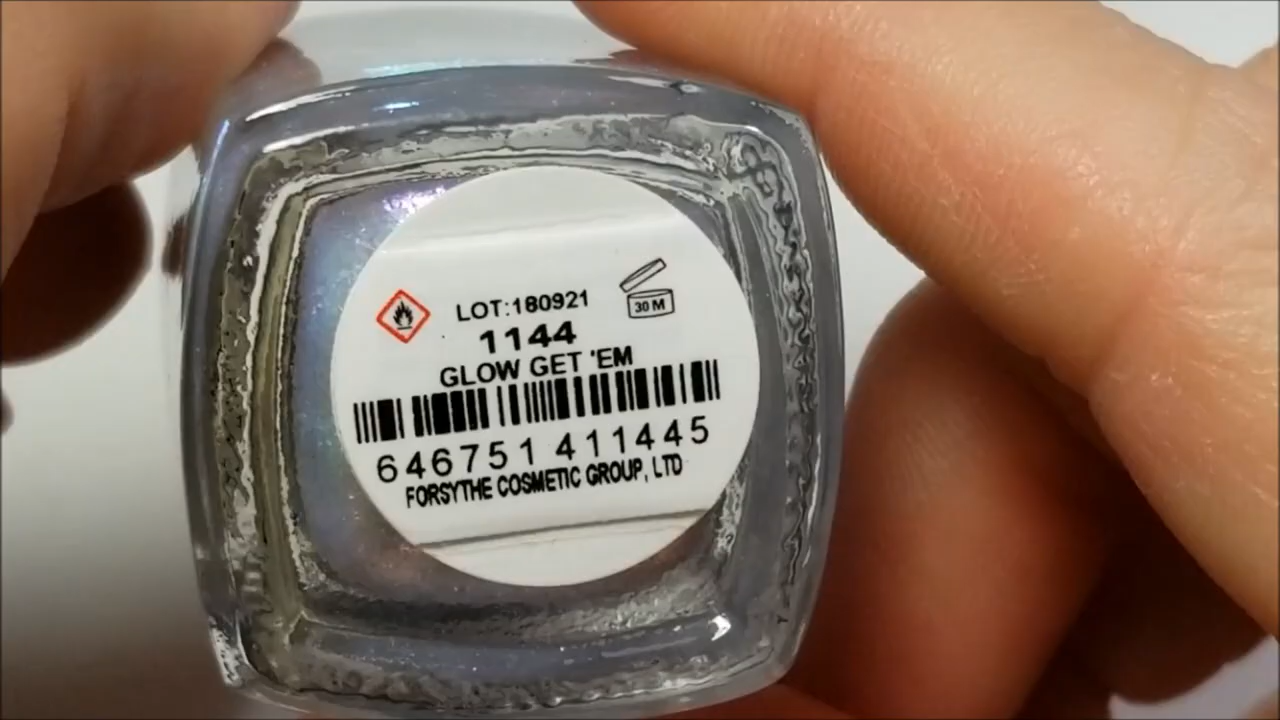 LOT:180921
30 M
1144
GLOW GET 'EM
646751 411445
FORSYTHE COSMETIC GROUP, LTD